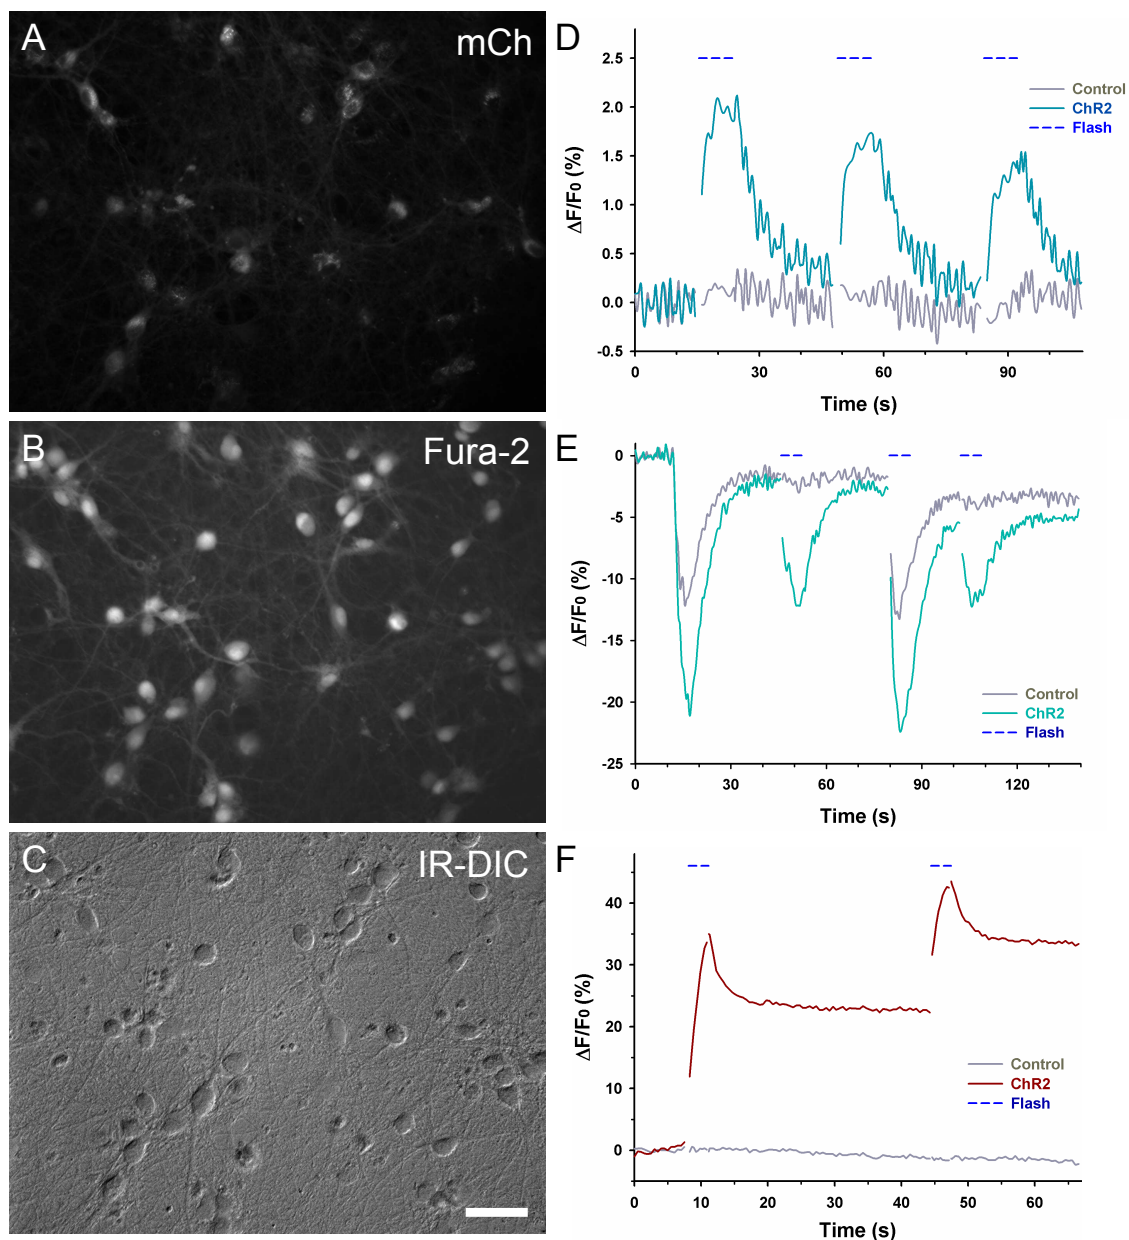 A
mCh
B
Fura-2
C
IR-DIC
D
2.5
2.0
1.5
1.0
0.5
0.0
-0.5
ΔF/F0 (%)
Control
ChR2
Flash
0 30 60 90
Time (s)
E
0
-5
-10
-15
-20
-25
ΔF/F0 (%)
Control
ChR2
Flash
0 30 60 90 120
Time (s)
F
40
30
20
10
0
ΔF/F0 (%)
Control
ChR2
Flash
0 10 20 30 40 50 60
Time (s)